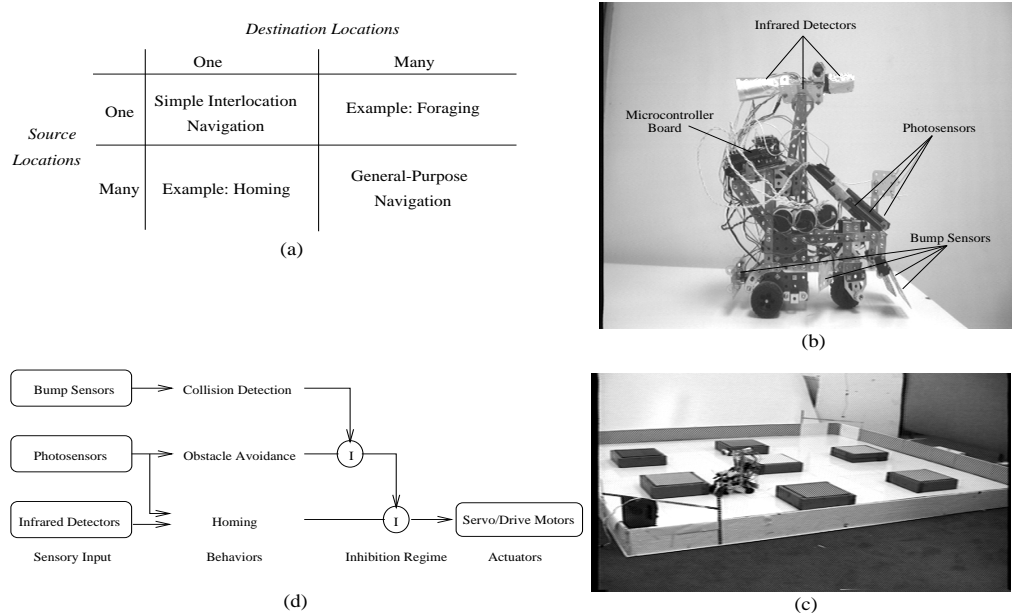 Destination Locations
One
Many
Source
Locations
One
Simple Interlocation
Navigation
Example: Foraging
Many
Example: Homing
General-Purpose
Navigation
(a)
Infrared Detectors
Microcontroller
Board
Photosensors
Bump Sensors
(b)
Bump Sensors
Collision Detection
I
Photosensors
Obstacle Avoidance
Infrared Detectors
Homing
I
Servo/Drive Motors
Sensory Input
Behaviors
Inhibition Regime
Actuators
(d)
(c)